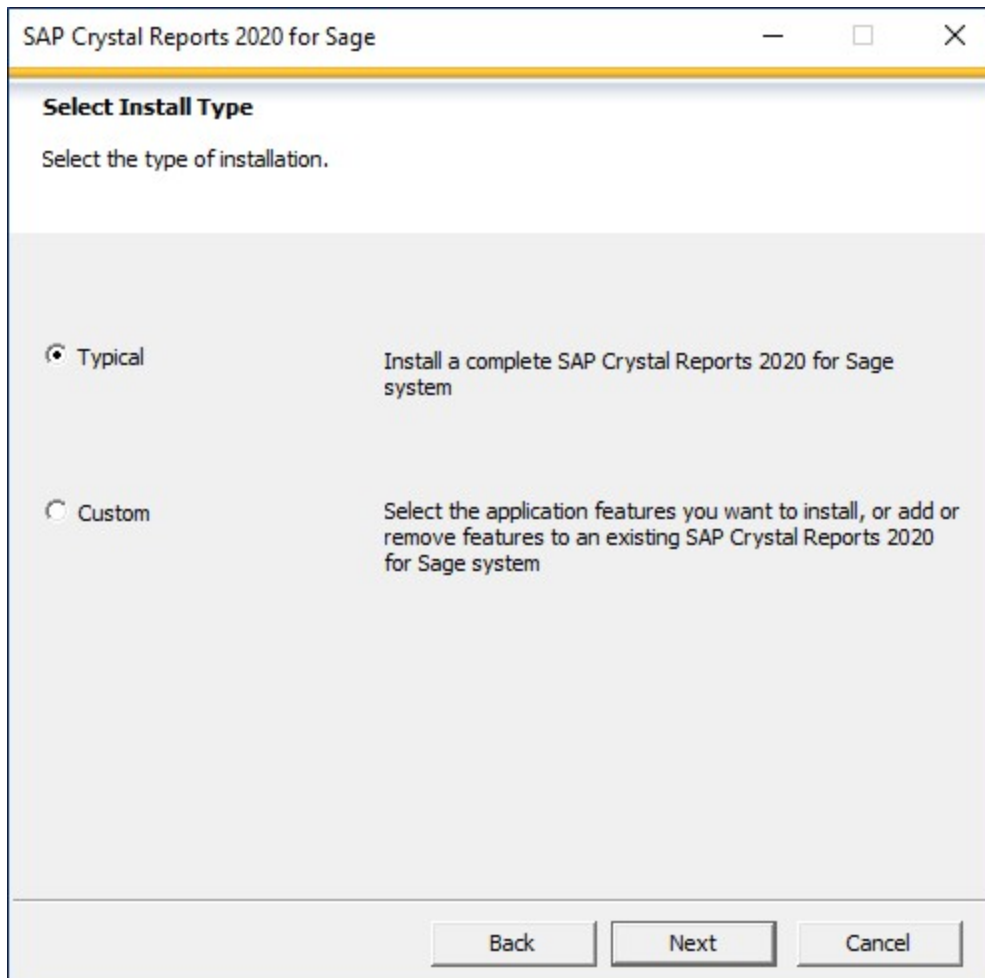 SAP Crystal Reports 2020 for Sage
Select Install Type
Select the type of installation.
Typical
Install a complete SAP Crystal Reports 2020 for Sage
system
Custom
Select the application features you want to install, or add or
remove features to an existing SAP Crystal Reports 2020
for Sage system
Back
Next
Cancel